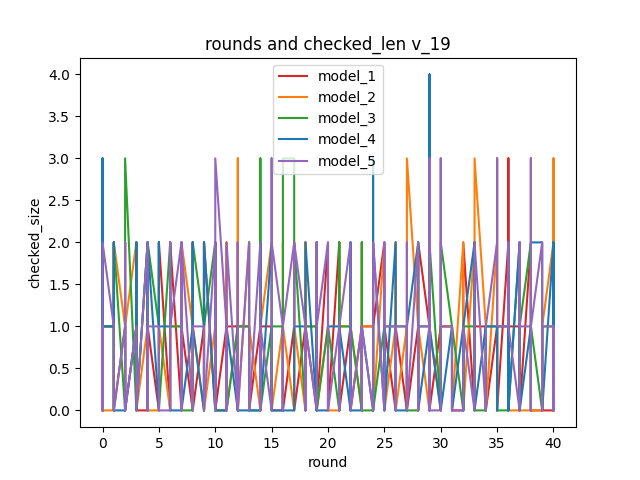 rounds and checked_len v_19
model_1
model_2
model_3
model_4
model_5
checked_size
4.0
3.5
3.0
2.5
2.0
1.5
1.0
0.5
0.0
0 5 10 15 20 25 30 35 40
round